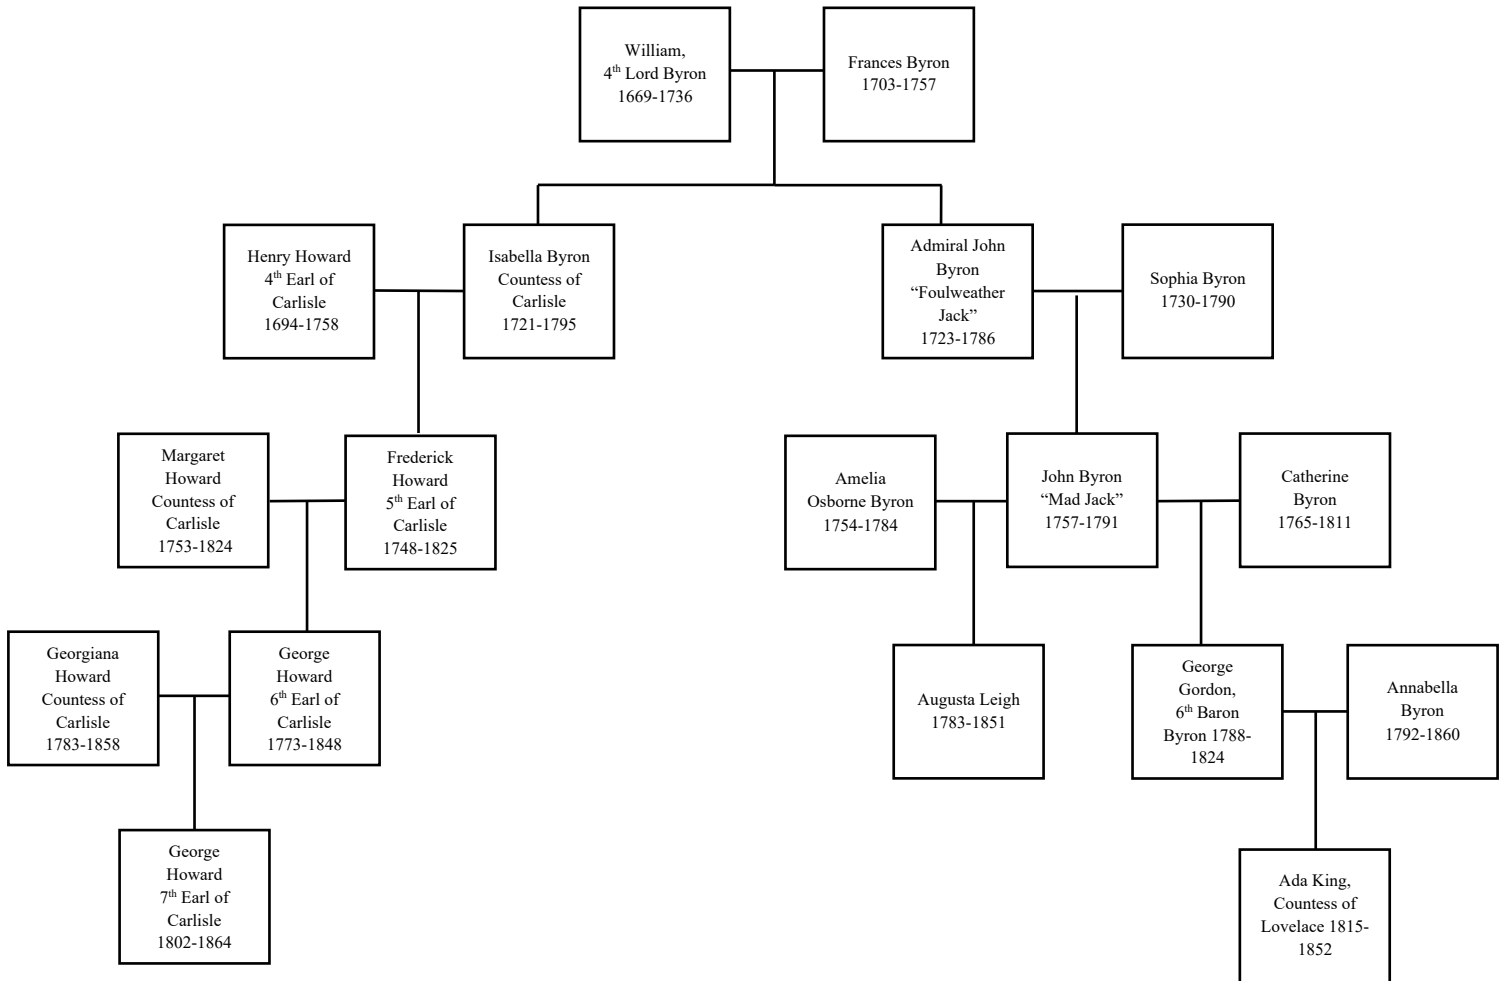 William,
4th Lord Byron
1669-1736
Frances Byron
1703-1757
Henry Howard
4th Earl of
Carlisle
1694-1758
Isabella Byron
Countess of
Carlisle
1721-1795
Admiral John
Byron
“Foulweather
Jack”
1723-1786
Sophia Byron
1730-1790
Margaret
Howard
Countess of
Carlisle
1753-1824
Frederick
Howard
5th Earl of
Carlisle
1748-1825
Amelia
Osborne Byron
1754-1784
John Byron
“Mad Jack”
1757-1791
Catherine
Byron
1765-1811
Georgiana
Howard
Countess of
Carlisle
1783-1858
George
Howard
6th Earl of
Carlisle
1773-1848
Augusta Leigh
1783-1851
George
Gordon,
6th Baron
Byron 1788-
1824
Annabella
Byron
1792-1860
George
Howard
7th Earl of
Carlisle
1802-1864
Ada King,
Countess of
Lovelace 1815-
1852